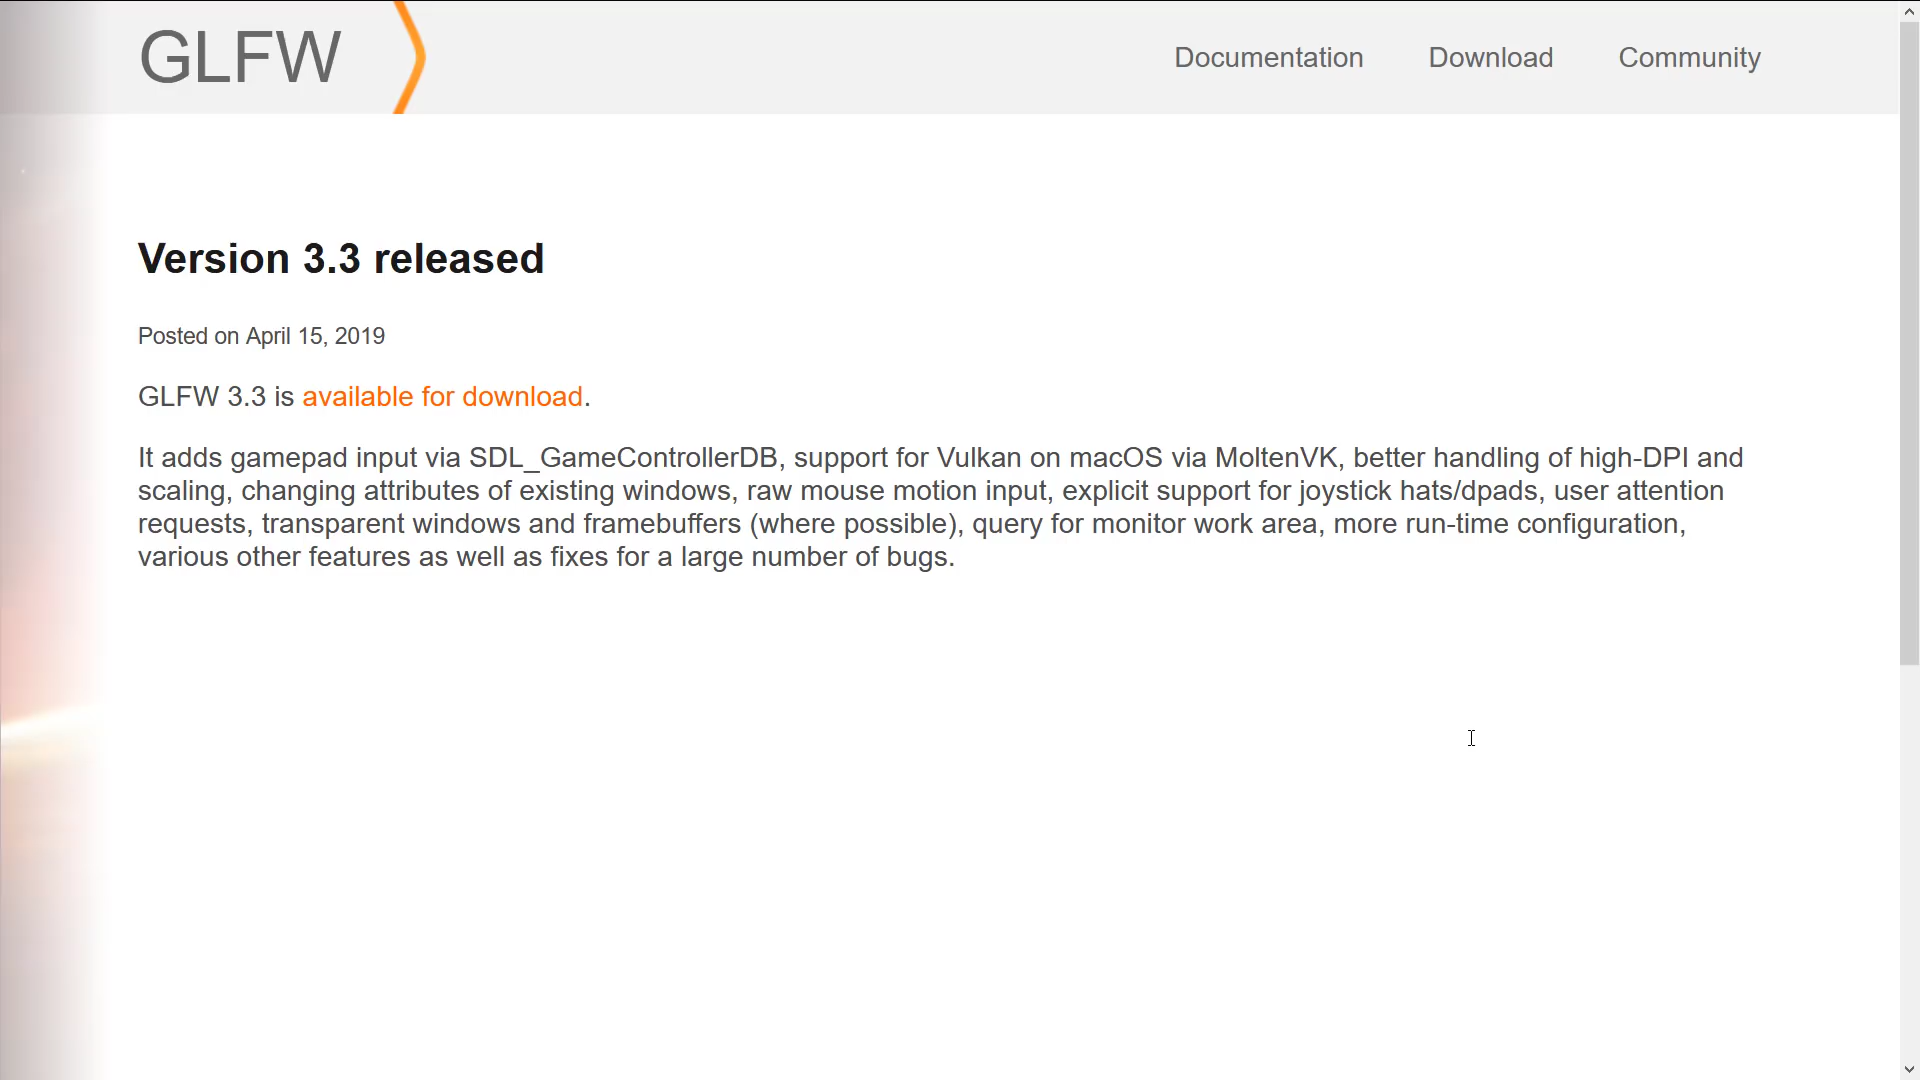 GLFW
Documentation
Download
Community
Version 3.3 released
Posted on April 15, 2019
GLFW 3.3 is available for download.
It adds gamepad input via SDL_GameControllerDB, support for Vulkan on macOS via MoltenVK, better handling of high-DPI and
scaling, changing attributes of existing windows, raw mouse motion input, explicit support for joystick hats/dpads, user attention
requests, transparent windows and framebuffers (where possible), query for monitor work area, more run-time configuration,
various other features as well as fixes for a large number of bugs.